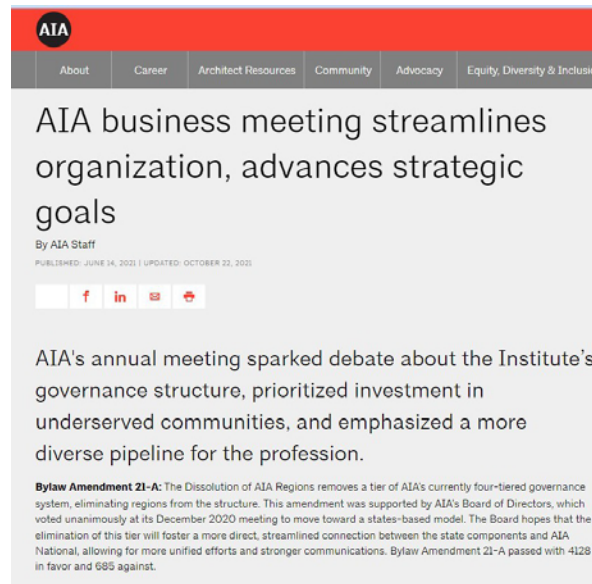 AIA
About Career Architect Resources Community Advocacy Equity, Diversity & Inclusi
AIA business meeting streamlines
organization, advances strategic
goals
By AIA Staff
PUBLISHED: JUNE 14, 2021 | UPDATED: OCTOBER 22, 2021
f in
AIA's annual meeting sparked debate about the Institute's
governance structure, prioritized investment in
underserved communities, and emphasized a more
diverse pipeline for the profession.
Bylaw Amendment 21-A: The Dissolution of AIA Regions removes a tier of AIA's currently four-tiered governance
system, eliminating regions from the structure. This amendment was supported by AIA's Board of Directors, which
voted unanimously at its December 2020 meeting to move toward a states-based model. The Board hopes that the
elimination of this tier will foster a more direct, streamlined connection between the state components and AIA
National, allowing for more unified efforts and stronger communications. Bylaw Amendment 21-A passed with 4128
in favor and 685 against.